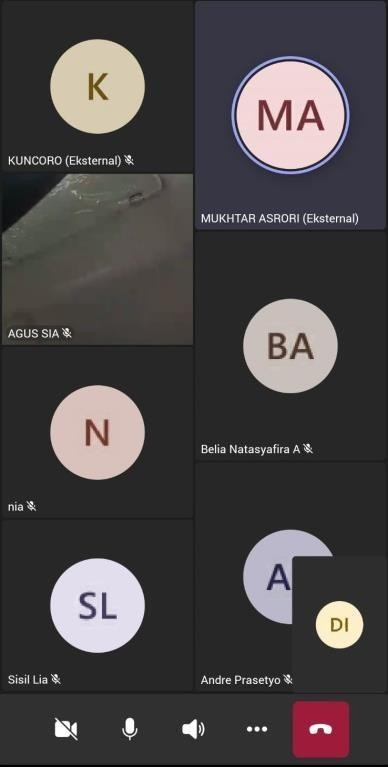 K
KUNCORO (Eksternal)
MA
MUKHTAR ASRORI (Eksternal)
AGUS SIA
BA
Belia Natasyafira A
N
nia
SL
Sisil Lia
A
Andre Prasetyo
DI